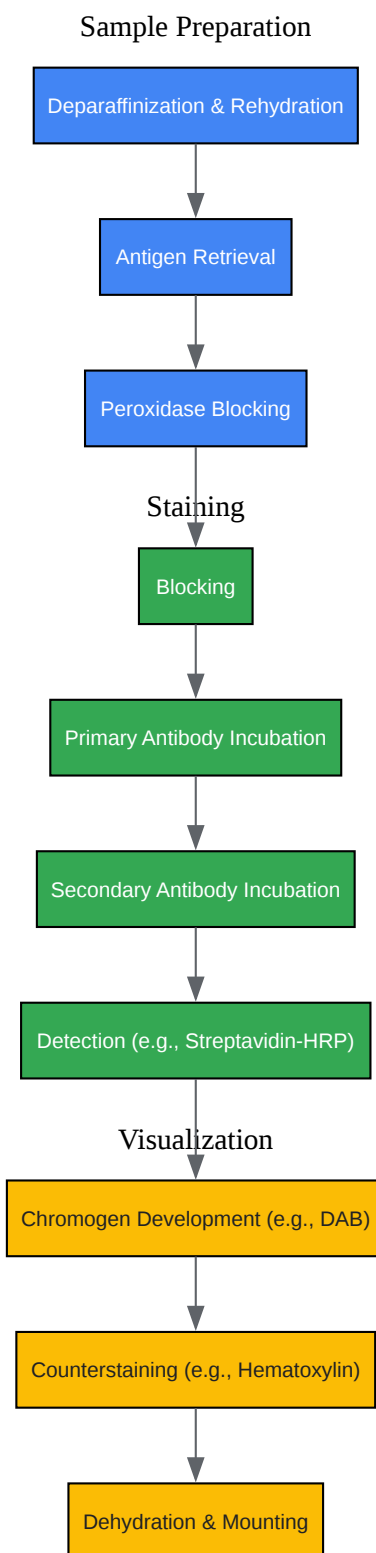 Sample Preparation
Deparaffinization & Rehydration
Antigen Retrieval
Peroxidase Blocking
Staining
Blocking
Primary Antibody Incubation
Secondary Antibody Incubation
Detection (e.g., Streptavidin-HRP)
Visualization
Chromogen Development (e.g., DAB)
Counterstaining (e.g., Hematoxylin)
Dehydration & Mounting